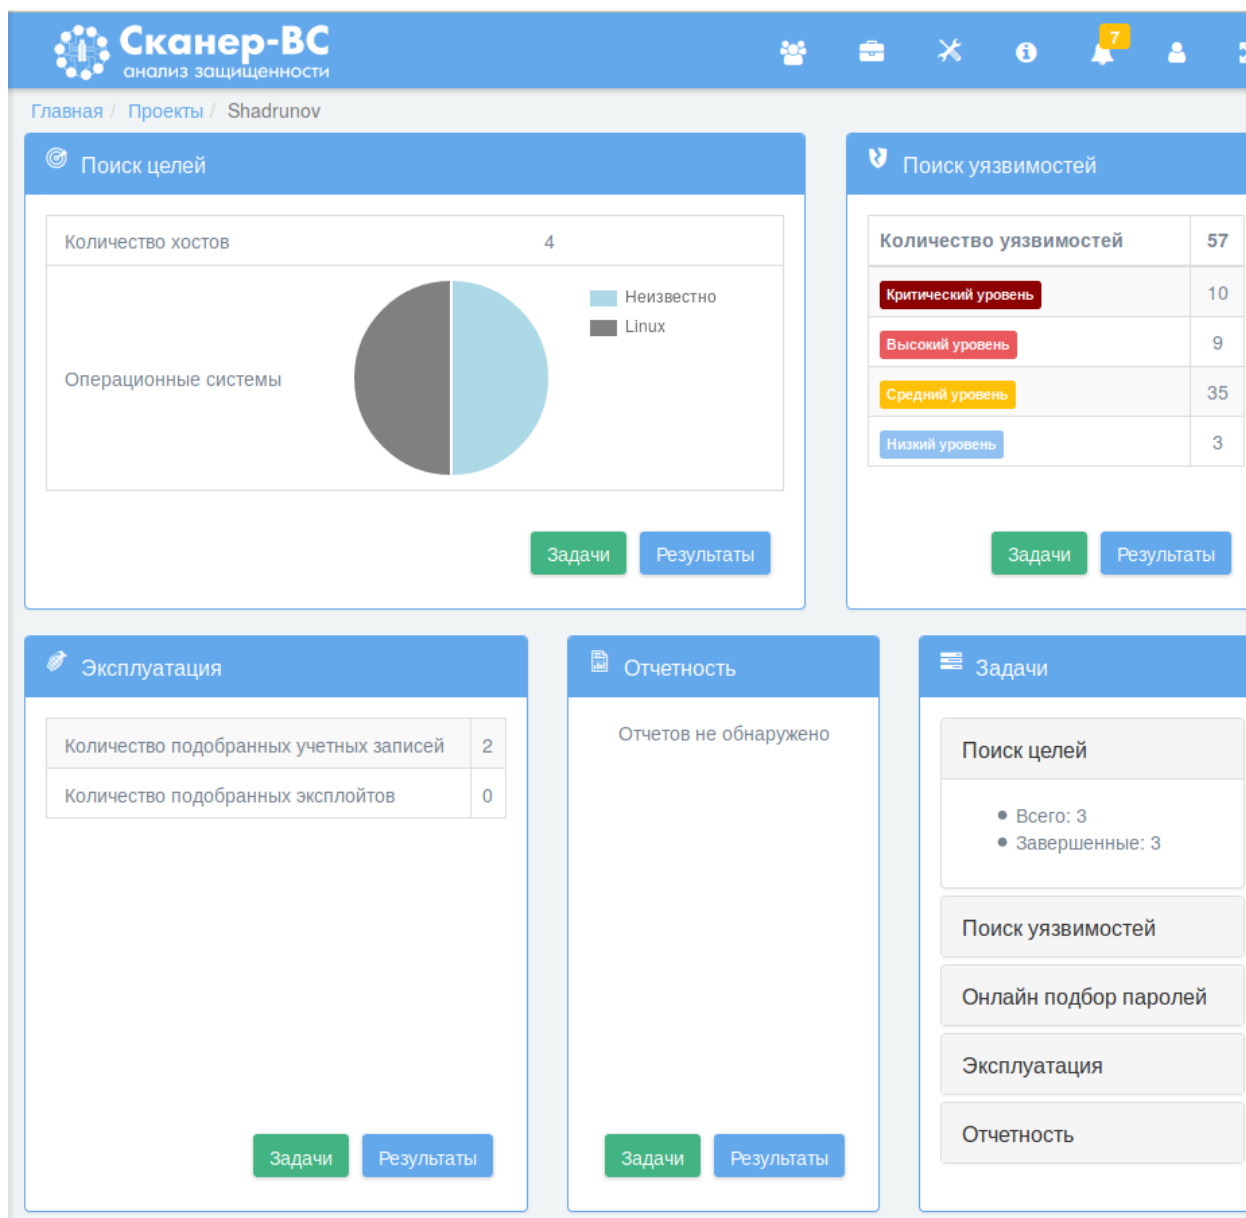 Сканер-ВС
анализ защищенности
7
Главная / Проекты / Shadrunov
Поиск целей
Количество хостов 4
Операционные системы
Неизвестно
Linux
Задачи Результаты
Поиск уязвимостей
Количество уязвимостей 57
Критический уровень 10
Высокий уровень 9
Средний уровень 35
Низкий уровень 3
Задачи Результаты
Эксплуатация
Количество подобранных учетных записей 2
Количество подобранных эксплойтов 0
Задачи Результаты
Отчетность
Отчетов не обнаружено
Задачи Результаты
Задачи
Поиск целей
Всего: 3
Завершенные: 3
Поиск уязвимостей
Онлайн подбор паролей
Эксплуатация
Отчетность